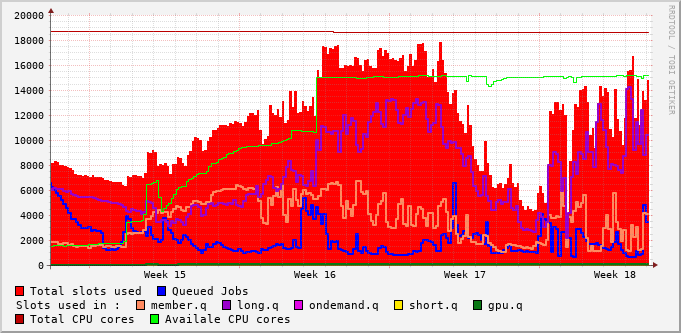 20000
18000
16000
14000
12000
10000
8000
6000
4000
2000
0
Week 15 Week 16 Week 17 Week 18
RRDTOOL / TOBI OETIKER
Total slots used Queued Jobs
Slots used in : member.q long.q ondemand.q short.q gpu.q
Total CPU cores Availale CPU cores